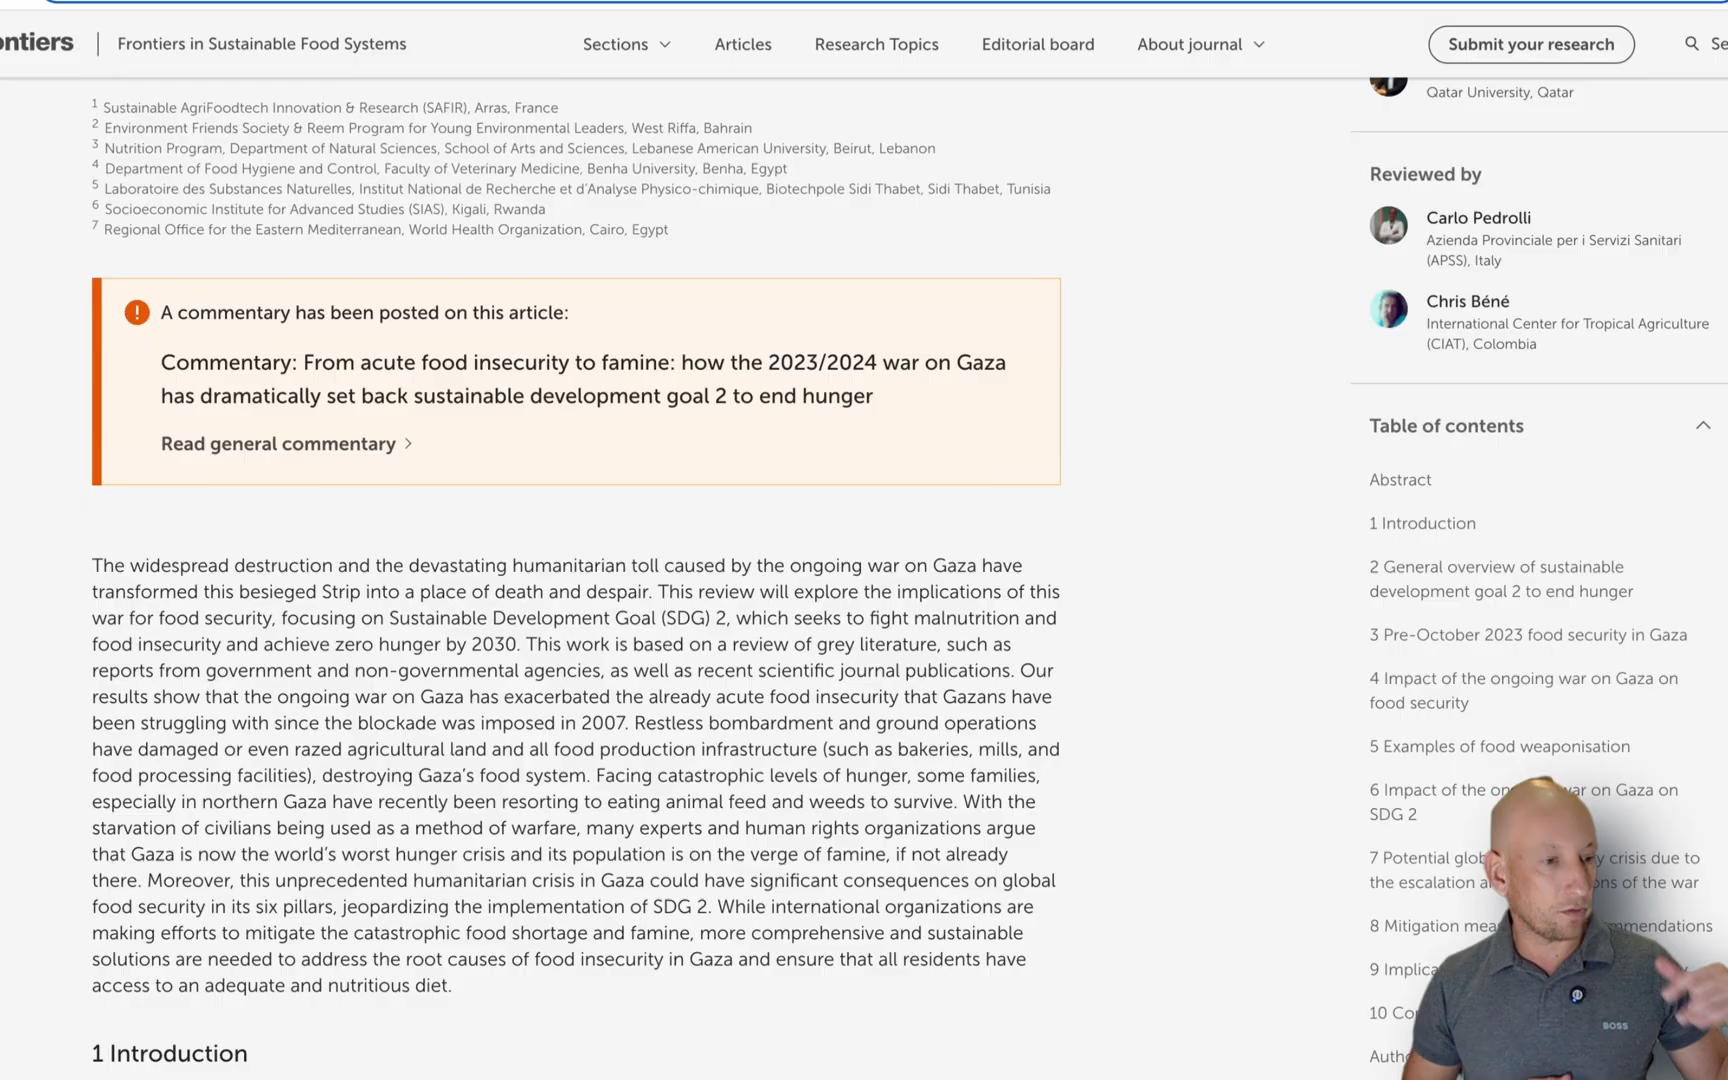 ontiers
Frontiers in Sustainable Food Systems
Sections
Articles
Research Topics
Editorial board
About journal
Submit your research
Se
1 Sustainable AgriFoodtech Innovation & Research (SAFIR), Arras, France
2 Environment Friends Society & Reem Program for Young Environmental Leaders, West Riffa, Bahrain
3 Nutrition Program, Department of Natural Sciences, School of Arts and Sciences, Lebanese American University, Beirut, Lebanon
4 Department of Food Hygiene and Control, Faculty of Veterinary Medicine, Benha University, Benha, Egypt
5 Laboratoire des Substances Naturelles, Institut National de Recherche et d'Analyse Physico-chimique, Biotechpole Sidi Thabet, Sidi Thabet, Tunisia
6 Socioeconomic Institute for Advanced Studies (SIAS), Kigali, Rwanda
7 Regional Office for the Eastern Mediterranean, World Health Organization, Cairo, Egypt
A commentary has been posted on this article:
Commentary: From acute food insecurity to famine: how the 2023/2024 war on Gaza
has dramatically set back sustainable development goal 2 to end hunger
Read general commentary
The widespread destruction and the devastating humanitarian toll caused by the ongoing war on Gaza have
transformed this besieged Strip into a place of death and despair. This review will explore the implications of this
war for food security, focusing on Sustainable Development Goal (SDG) 2, which seeks to fight malnutrition and
food insecurity and achieve zero hunger by 2030. This work is based on a review of grey literature, such as
reports from government and non-governmental agencies, as well as recent scientific journal publications. Our
results show that the ongoing war on Gaza has exacerbated the already acute food insecurity that Gazans have
been struggling with since the blockade was imposed in 2007. Restless bombardment and ground operations
have damaged or even razed agricultural land and all food production infrastructure (such as bakeries, mills, and
food processing facilities), destroying Gaza's food system. Facing catastrophic levels of hunger, some families,
especially in northern Gaza have recently been resorting to eating animal feed and weeds to survive. With the
starvation of civilians being used as a method of warfare, many experts and human rights organizations argue
that Gaza is now the world's worst hunger crisis and its population is on the verge of famine, if not already
there. Moreover, this unprecedented humanitarian crisis in Gaza could have significant consequences on global
food security in its six pillars, jeopardizing the implementation of SDG 2. While international organizations are
making efforts to mitigate the catastrophic food shortage and famine, more comprehensive and sustainable
solutions are needed to address the root causes of food insecurity in Gaza and ensure that all residents have
access to an adequate and nutritious diet.
1 Introduction
Qatar University, Qatar
Reviewed by
Carlo Pedrolli
Azienda Provinciale per i Servizi Sanitari
(APSS), Italy
Chris Béné
International Center for Tropical Agriculture
(CIAT), Colombia
Table of contents
Abstract
1 Introduction
2 General overview of sustainable
development goal 2 to end hunger
3 Pre-October 2023 food security in Gaza
4 Impact of the ongoing war on Gaza on
food security
5 Examples of food weaponisation
6 Impact of the on war on Gaza on
SDG 2
7 Potential glo y crisis due to
the escalation a ons of the war
8 Mitigation mea mmendations
9 Implica
10 Co
Autho
BOSS